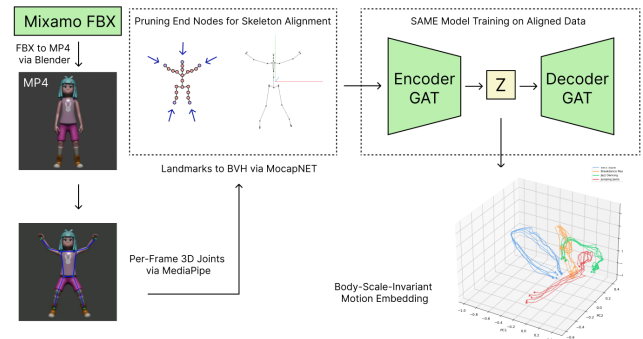 Mixamo FBX
FBX to MP4
via Blender
MP4
Pruning End Nodes for Skeleton Alignment
Landmarks to BVH via MocapNET
Per-Frame 3D Joints
via MediaPipe
SAME Model Training on Aligned Data
Encoder
GAT
Z
Decoder
GAT
Body-Scale-Invariant
Motion Embedding
PC1
PC2